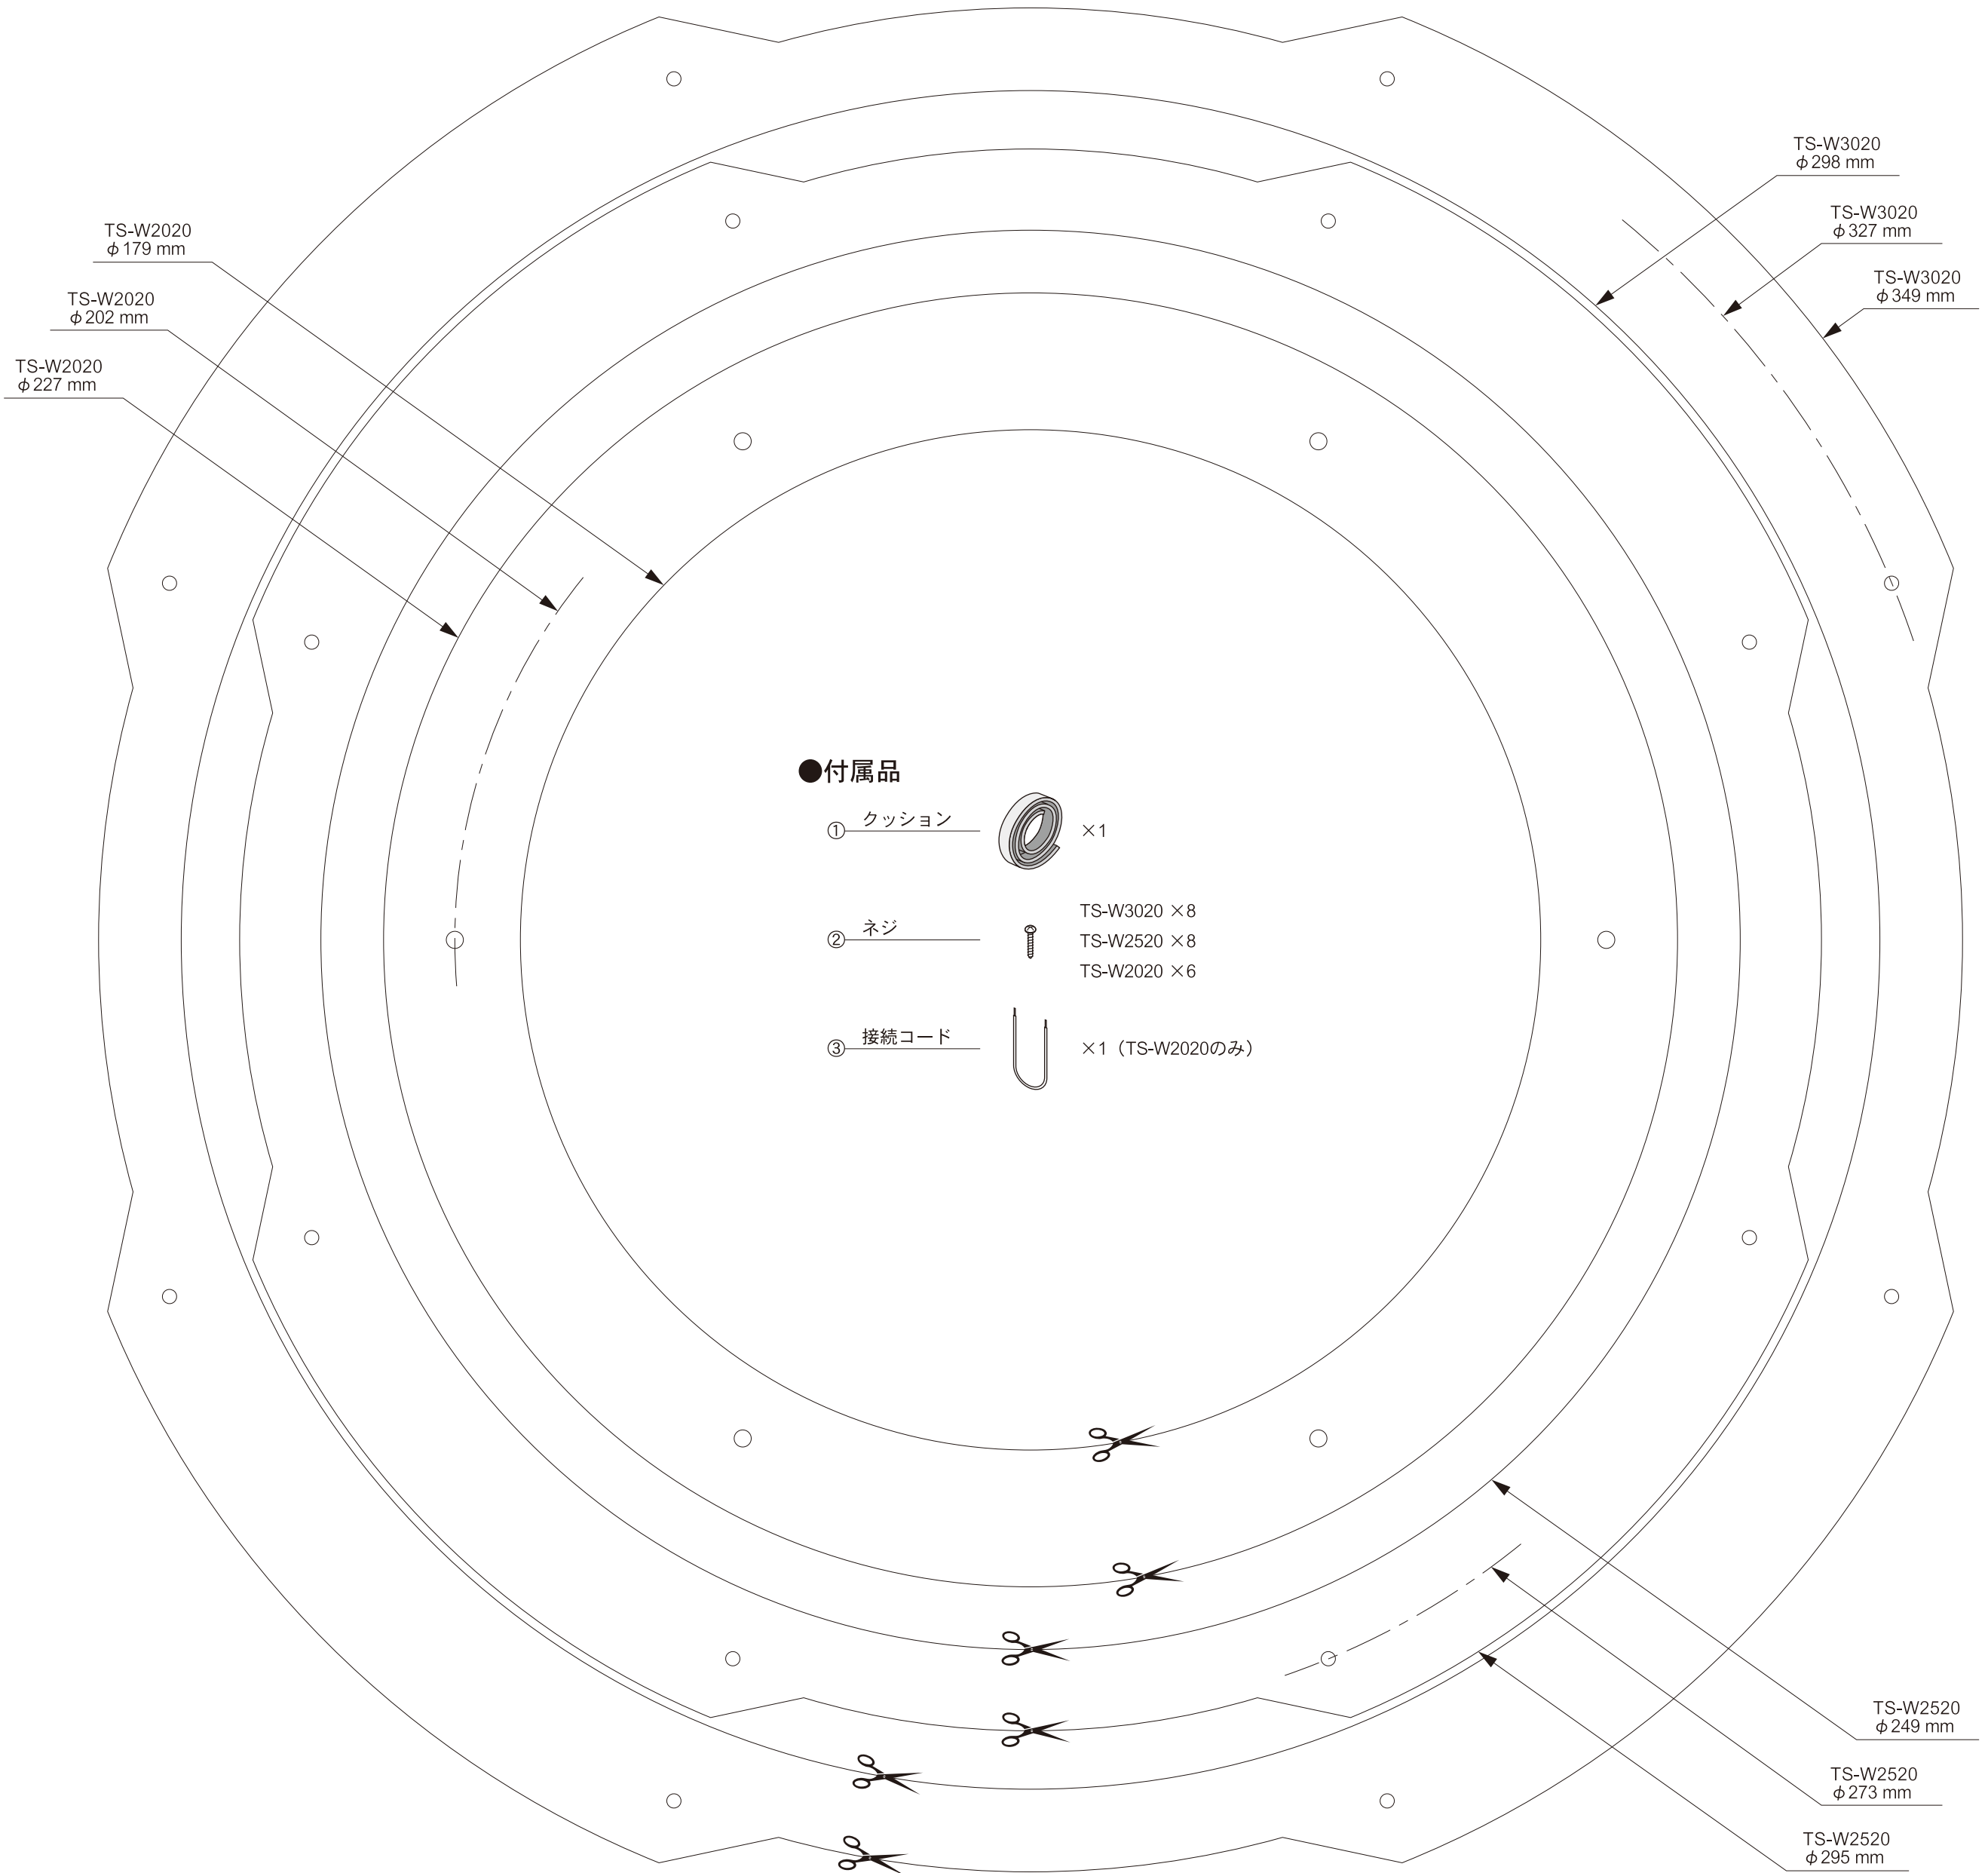 TS-W3020
φ298 mm
TS-W3020
φ327 mm
TS-W3020
φ349 mm
TS-W2020
φ179 mm
TS-W2020
φ202 mm
TS-W2020
φ227 mm
●付属品
① クッション ×1
② ネジ
TS-W3020 ×8
TS-W2520 ×8
TS-W2020 ×6
③ 接続コード ×1（TS-W2020のみ）
TS-W2520
φ249 mm
TS-W2520
φ273 mm
TS-W2520
φ295 mm